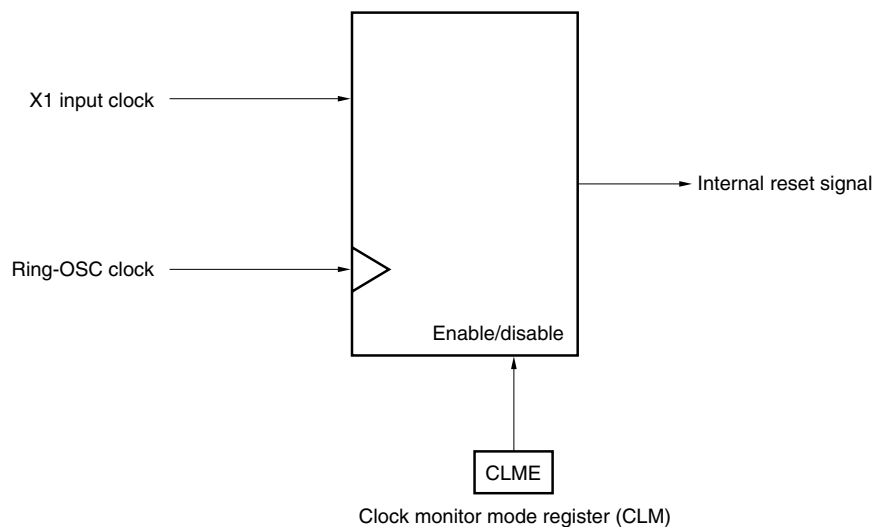 X1 input clock
Internal reset signal
Ring-OSC clock
Enable/disable
CLME
Clock monitor mode register (CLM)